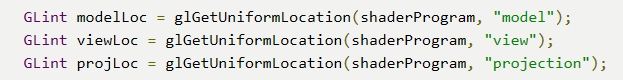 GLint modelLoc = glGetUniformLocation(shaderProgram, "model");
GLint viewLoc = glGetUniformLocation(shaderProgram, "view");
GLint projLoc = glGetUniformLocation(shaderProgram, "projection");